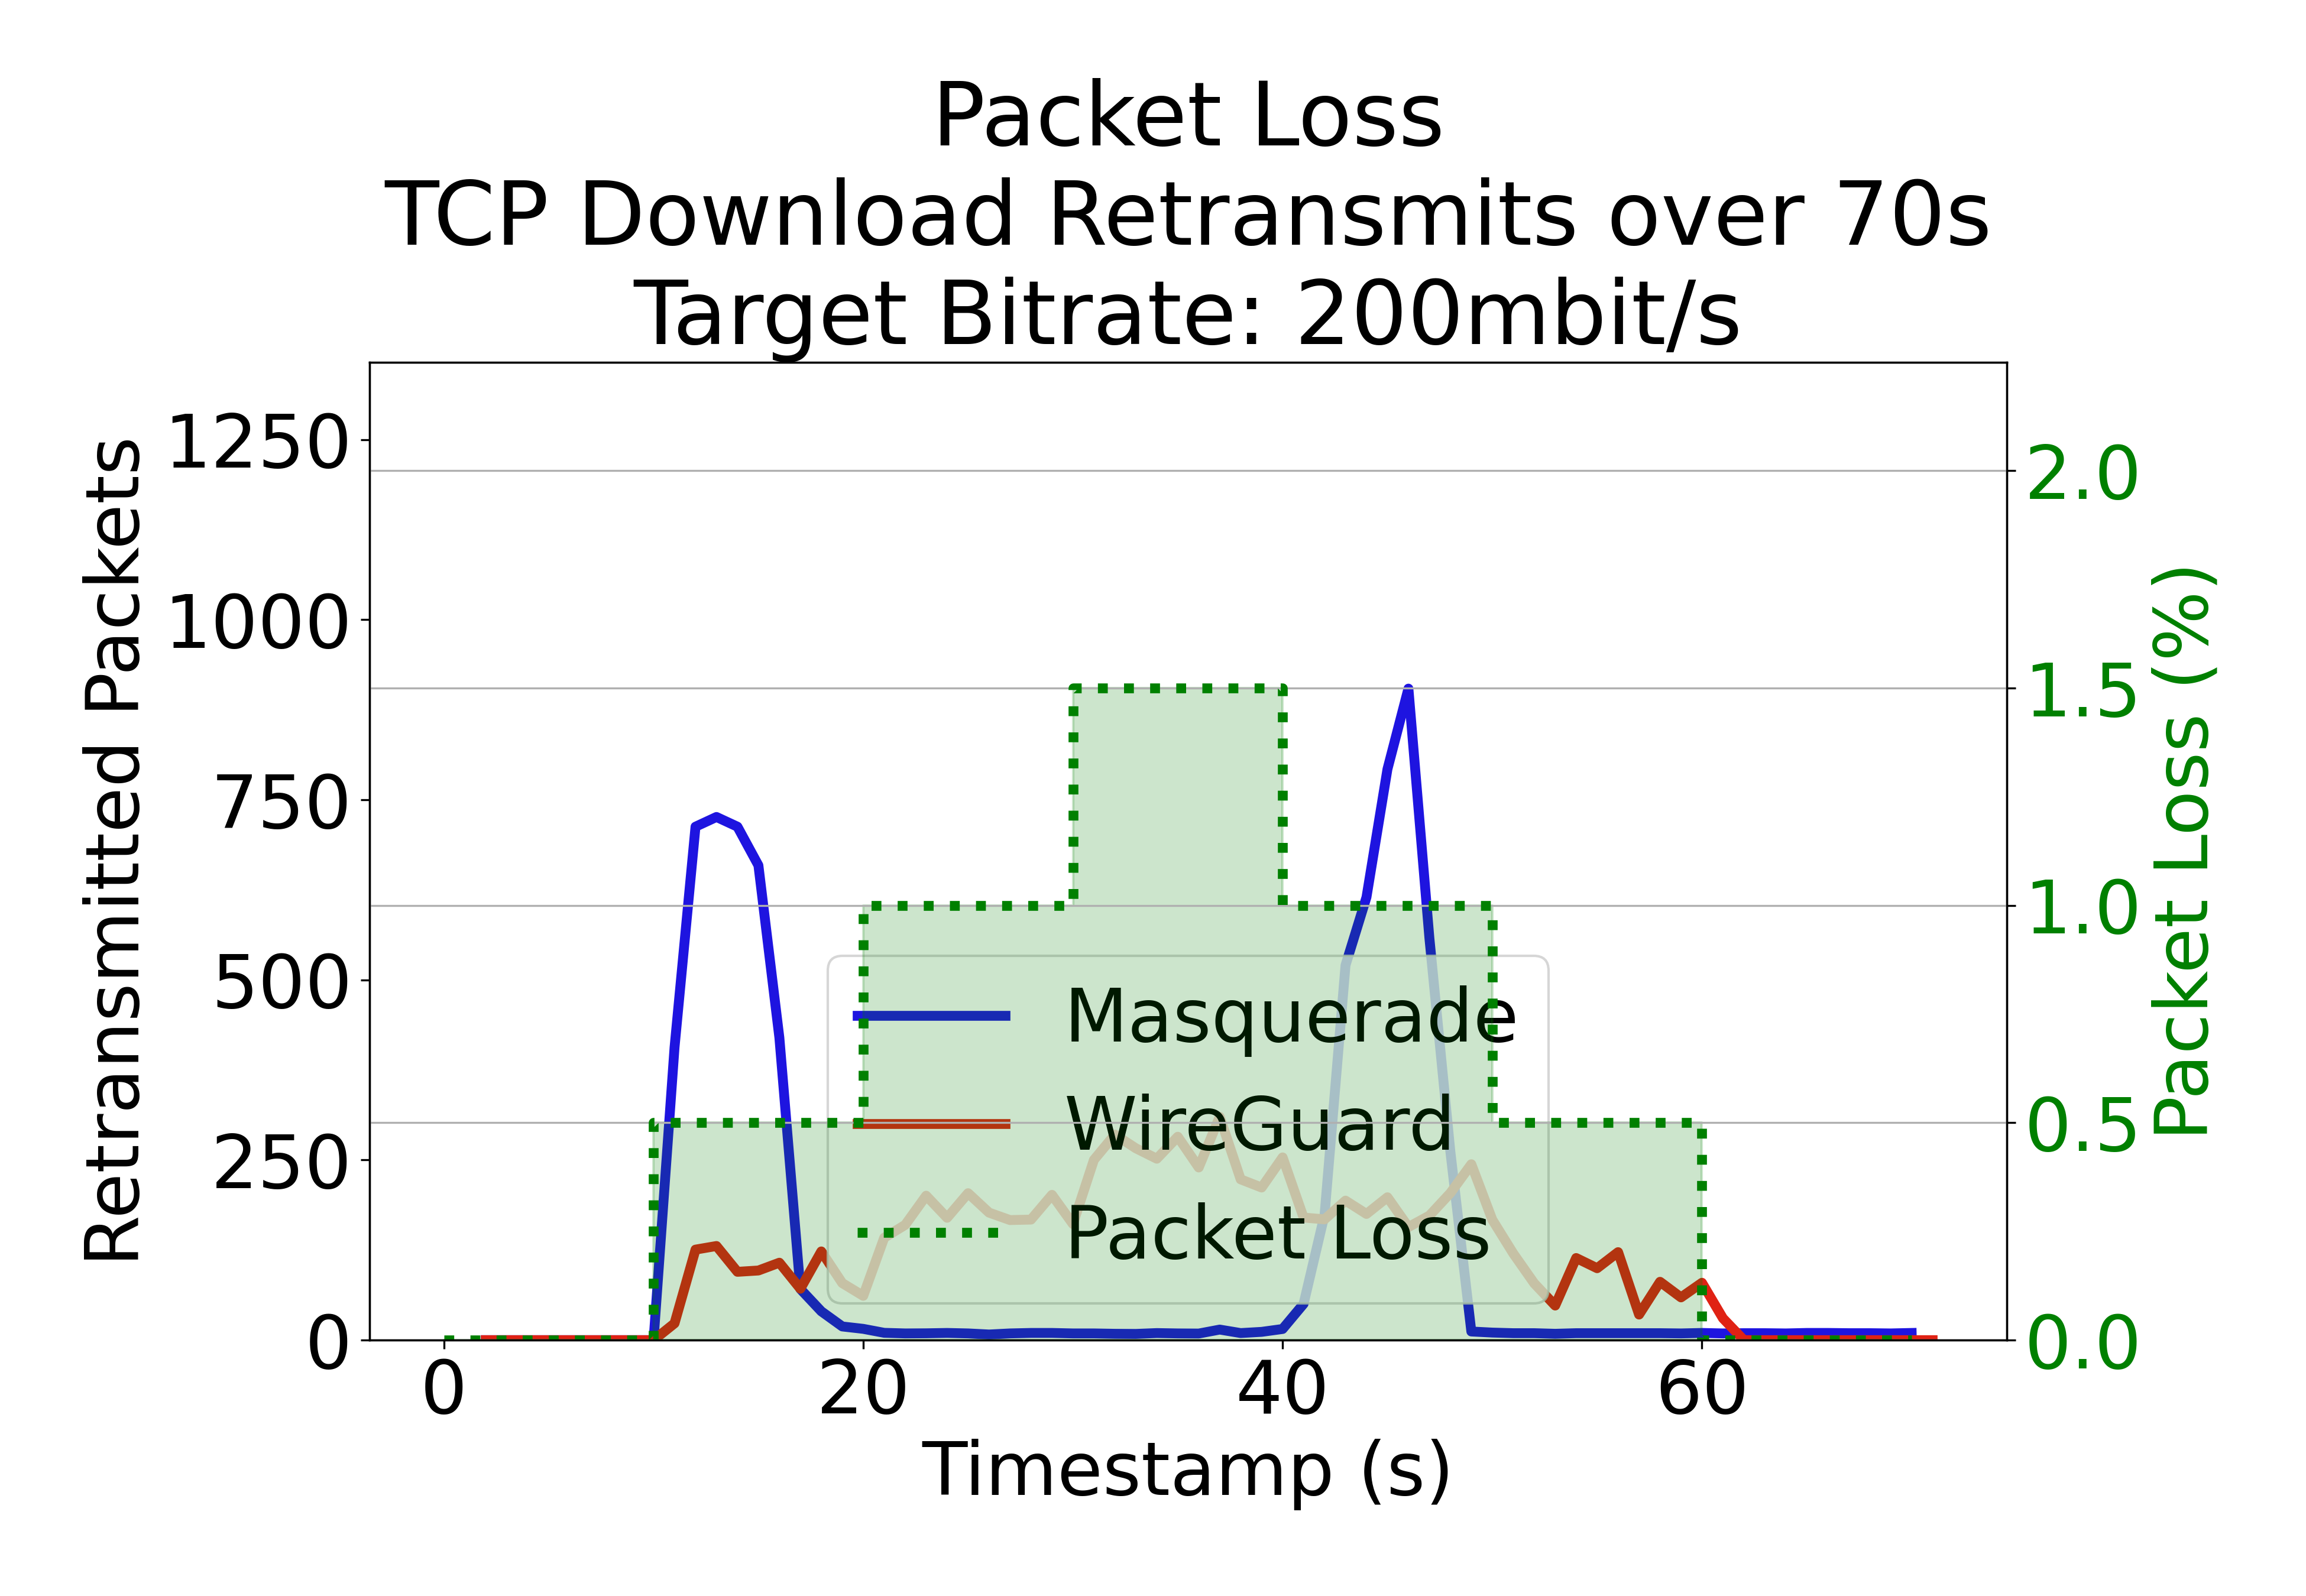 Packet Loss
TCP Download Retransmits over 70s
Target Bitrate: 200mbit/s
Retransmitted Packets
1250
1000
750
500
250
0
2.0
1.5
1.0
0.5
0.0
Packet Loss (%)
Masquerade
WireGuard
Packet Loss
0
20
40
60
Timestamp (s)